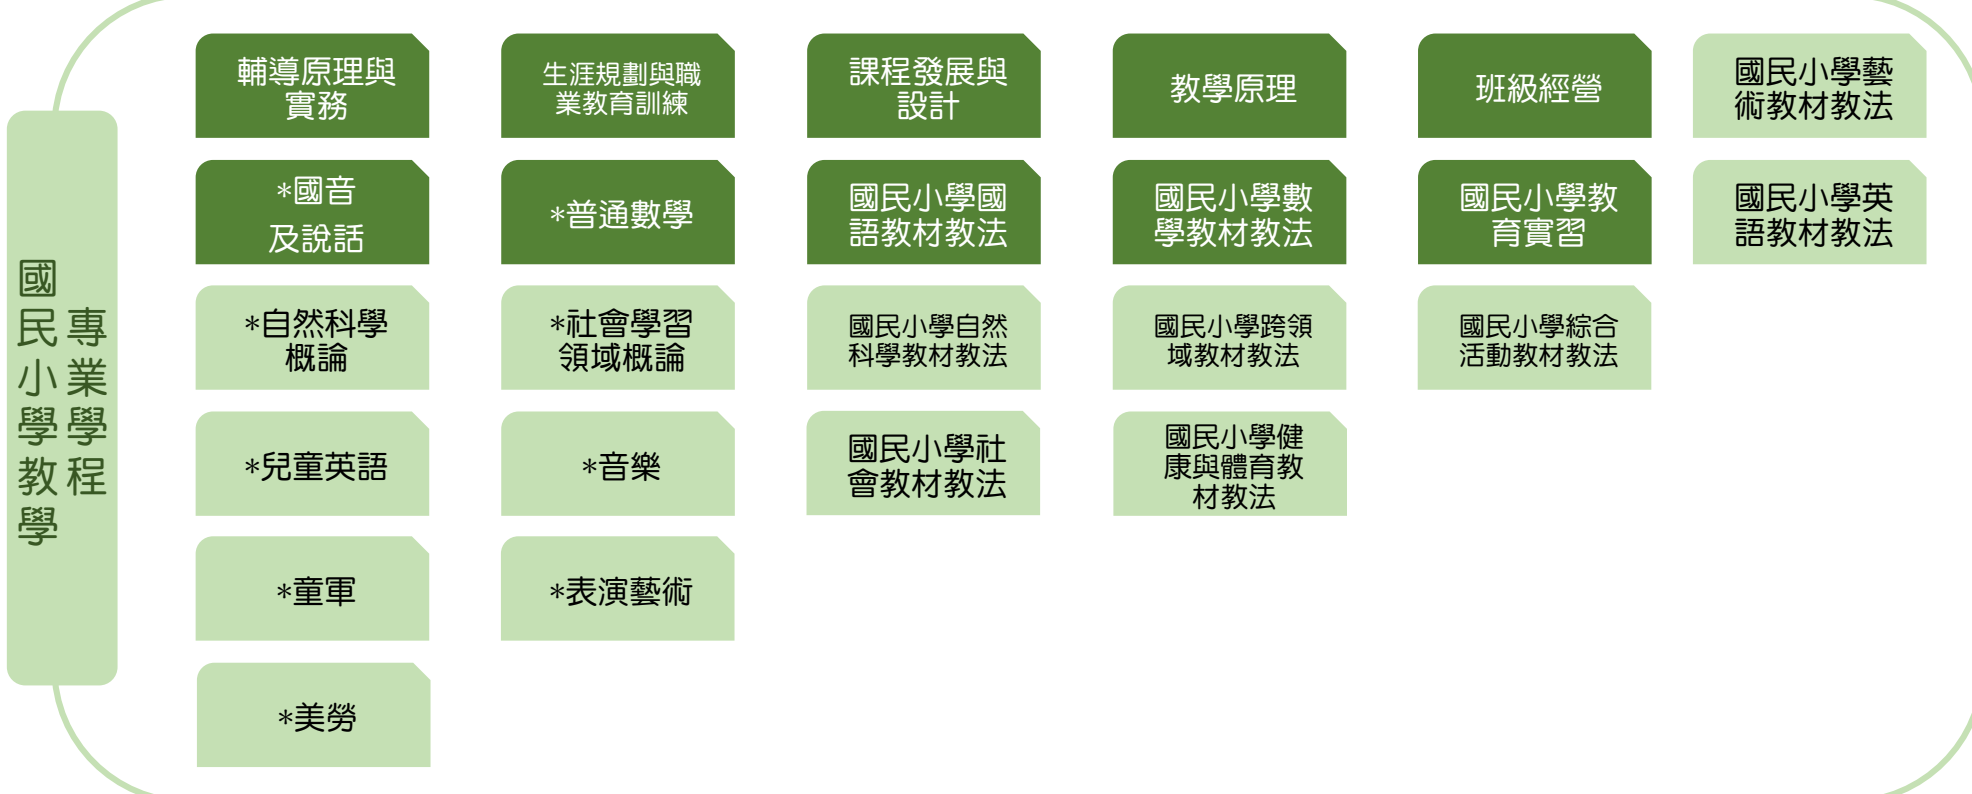 國民小學教學
專業學程
輔導原理與
實務
生涯規劃與職
業教育訓練
課程發展與
設計
教學原理
班級經營
國民小學藝
術教材教法
*國音
及說話
*普通數學
國民小學國
語教材教法
國民小學數
學教材教法
國民小學教
育實習
國民小學英
語教材教法
*自然科學
概論
*社會學習
領域概論
國民小學自然
科學教材教法
國民小學跨領
域教材教法
國民小學綜合
活動教材教法
*兒童英語
*音樂
國民小學社
會教材教法
國民小學健
康與體育教
材教法
*童軍
*表演藝術
*美勞